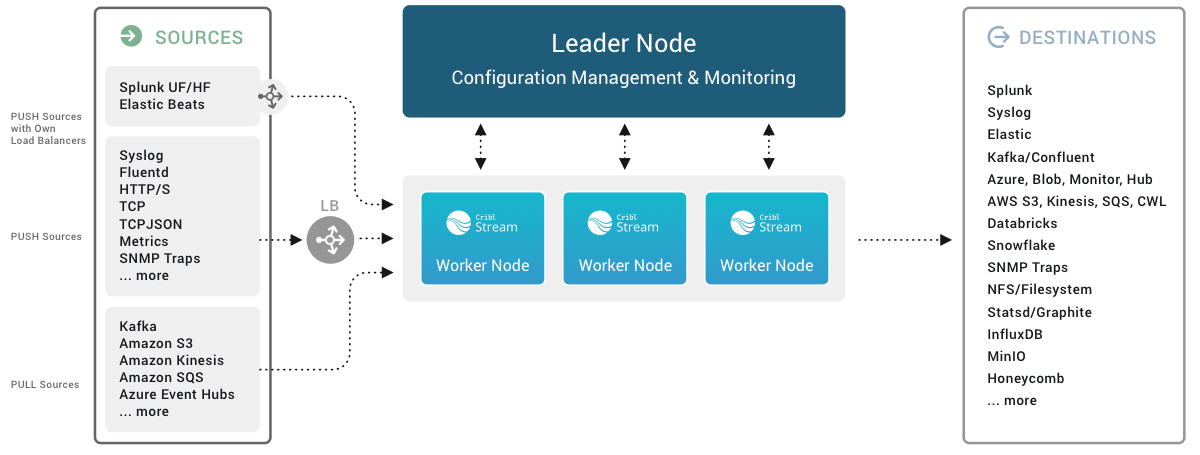 SOURCES
PUSH Sources
with Own
Load Balancers
Splunk UF/HF
Elastic Beats
PUSH Sources
Syslog
Fluentd
HTTP/S
TCP
TCPJSON
Metrics
SNMP Traps
... more
PULL Sources
Kafka
Amazon S3
Amazon Kinesis
Amazon SQS
Azure Event Hubs
... more
LB
Leader Node
Configuration Management & Monitoring
Cribl
Stream
Worker Node
Cribl
Stream
Worker Node
Cribl
Stream
Worker Node
DESTINATIONS
Splunk
Syslog
Elastic
Kafka/Confluent
Azure, Blob, Monitor, Hub
AWS S3, Kinesis, SQS, CWL
Databricks
Snowflake
SNMP Traps
NFS/Filesystem
Statsd/Graphite
InfluxDB
MinIO
Honeycomb
... more